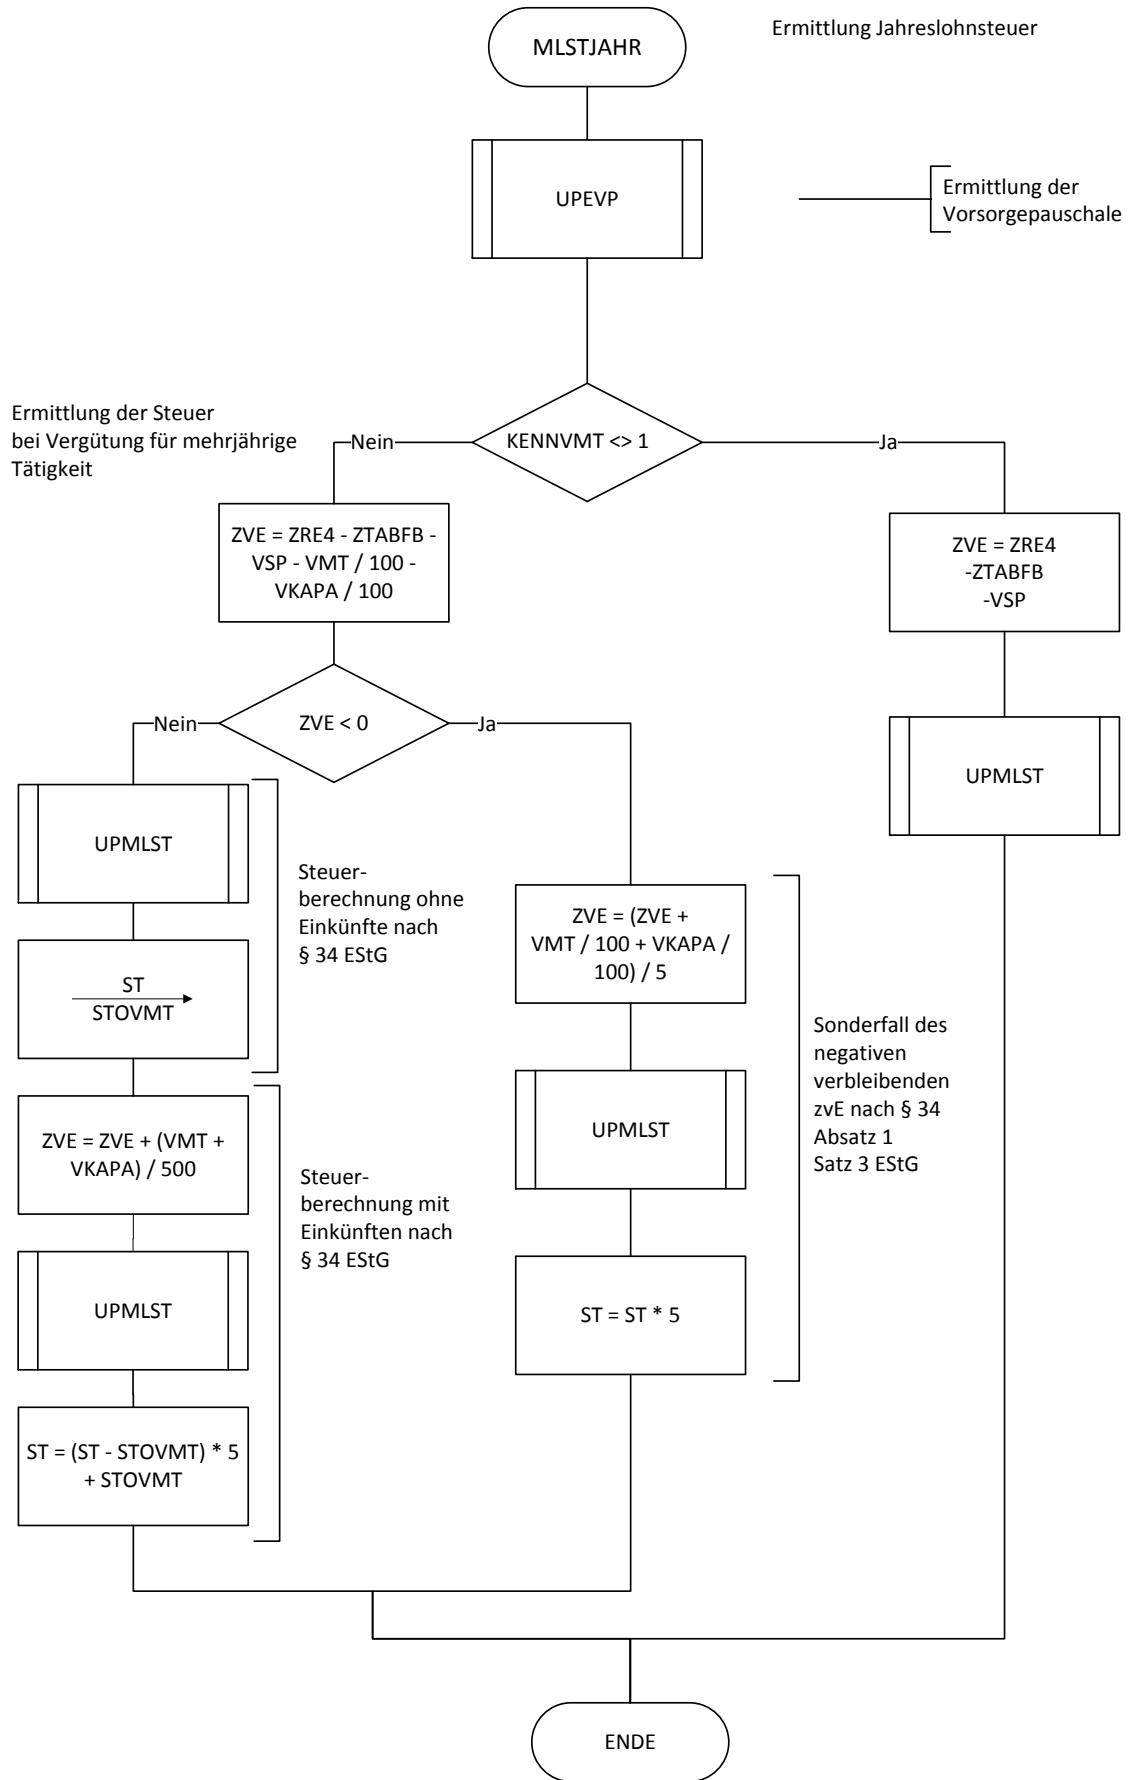 MLSTJAHR
Ermittlung Jahreslohnsteuer
UPEVP
Ermittlung der
Vorsorgepauschale
Ermittlung der Steuer
bei Vergütung für mehrjährige
Tätigkeit
Nein
KENNVMT <> 1
Ja
ZVE = ZRE4 - ZTABFB -
VSP - VMT / 100 -
VKAPA / 100
ZVE = ZRE4
-ZTABFB
-VSP
Nein
ZVE < 0
Ja
UPMLST
UPMLST
Steuer-
berechnung ohne
Einkünfte nach
§ 34 EStG
ST
STOVMT
ZVE = (ZVE +
VMT / 100 + VKAPA /
100) / 5
Sonderfall des
negativen
verbleibenden
zvE nach § 34
Absatz 1
Satz 3 EStG
UPMLST
ZVE = ZVE + (VMT +
VKAPA) / 500
Steuer-
berechnung mit
Einkünften nach
§ 34 EStG
UPMLST
ST = ST * 5
ST = (ST - STOVMT) * 5
+ STOVMT
ENDE